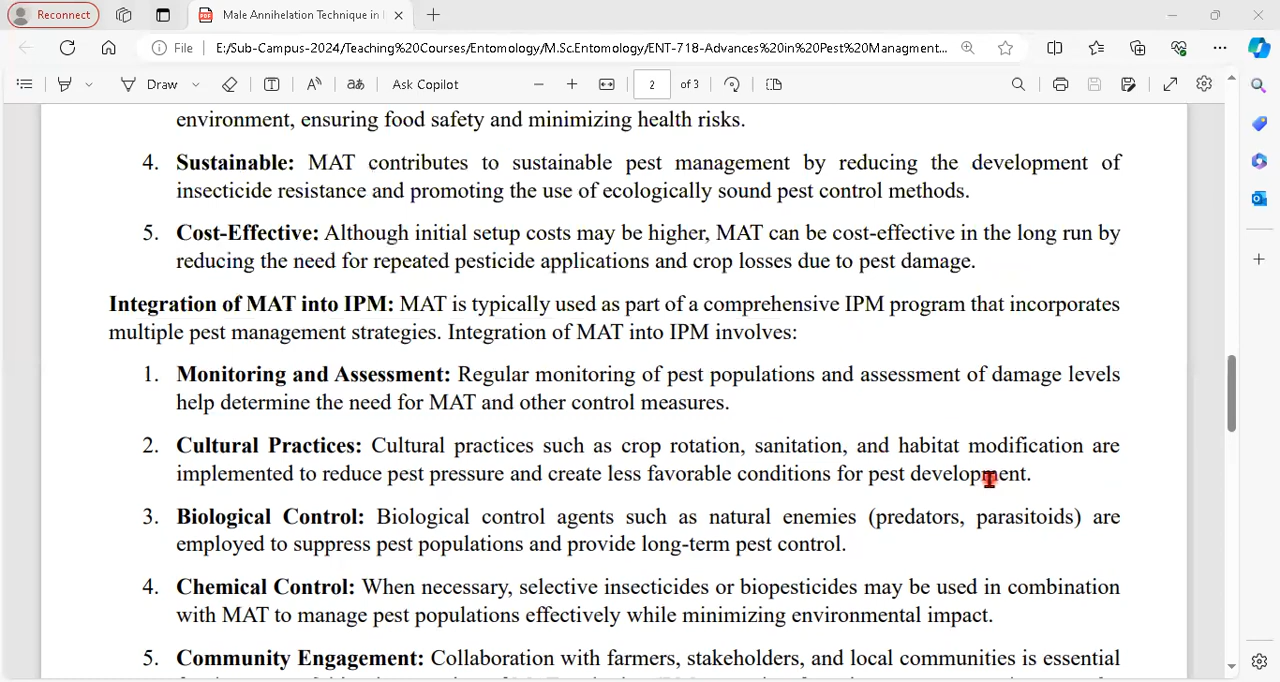 Reconnect
Male Annihelation Technique in
File
E:/Sub-Campus-2024/Teaching%20Courses/Entomology/M.Sc.Entomology/ENT-718-Advances%20in%20Pest%20Managment...
Draw
aあ
Ask Copilot
2 of 3
environment, ensuring food safety and minimizing health risks.
4. Sustainable: MAT contributes to sustainable pest management by reducing the development of
insecticide resistance and promoting the use of ecologically sound pest control methods.
5. Cost-Effective: Although initial setup costs may be higher, MAT can be cost-effective in the long run by
reducing the need for repeated pesticide applications and crop losses due to pest damage.
Integration of MAT into IPM: MAT is typically used as part of a comprehensive IPM program that incorporates
multiple pest management strategies. Integration of MAT into IPM involves:
1. Monitoring and Assessment: Regular monitoring of pest populations and assessment of damage levels
help determine the need for MAT and other control measures.
2. Cultural Practices: Cultural practices such as crop rotation, sanitation, and habitat modification are
implemented to reduce pest pressure and create less favorable conditions for pest development.
3. Biological Control: Biological control agents such as natural enemies (predators, parasitoids) are
employed to suppress pest populations and provide long-term pest control.
4. Chemical Control: When necessary, selective insecticides or biopesticides may be used in combination
with MAT to manage pest populations effectively while minimizing environmental impact.
5. Community Engagement: Collaboration with farmers, stakeholders, and local communities is essential